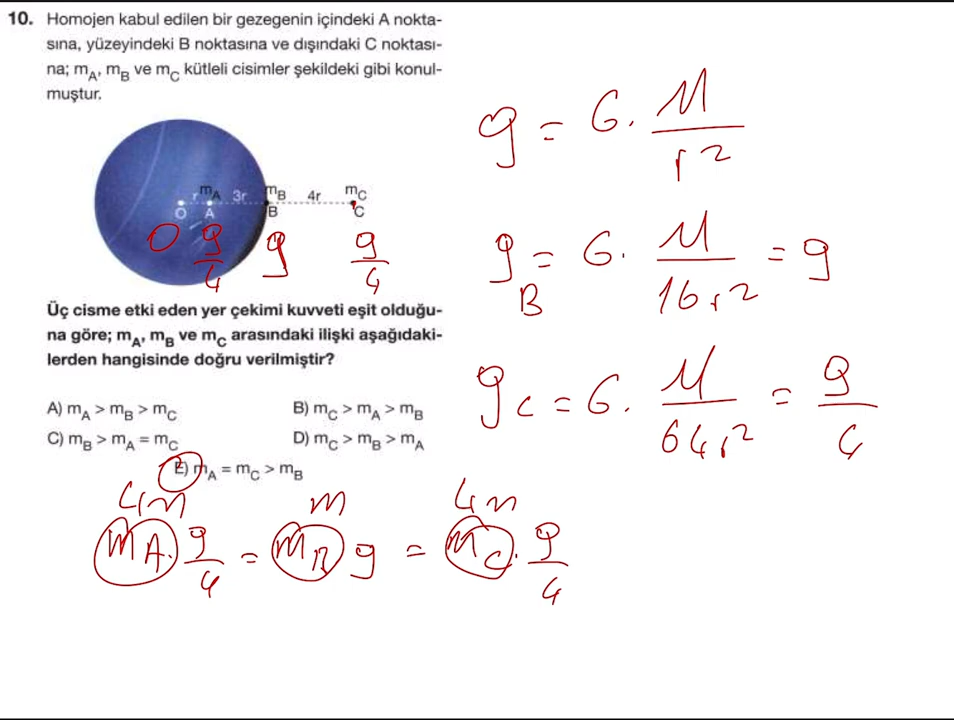 10. Homojen kabul edilen bir gezegenin içindeki A nokta-
sına, yüzeyindeki B noktasına ve dışındaki C noktası-
na; mA, mB ve mC kütleli cisimler şekildeki gibi konul-
muştur.
r mA 3r mB 4r mC
O A B C
0 g/4 g g/4
Üç cisme etki eden yer çekimi kuvveti eşit olduğu-
na göre; mA, mB ve mC arasındaki ilişki aşağıdaki-
lerden hangisinde doğru verilmiştir?
A) mA > mB > mC B) mC > mA > mB
C) mB > mA = mC D) mC > mB > mA
E) mA = mC > mB
4m m 4m
mA . g/4 = mB g = mC . g/4
g = G . M/r²
gB = G . M/16r² = g
gC = G . M/64r² = g/4